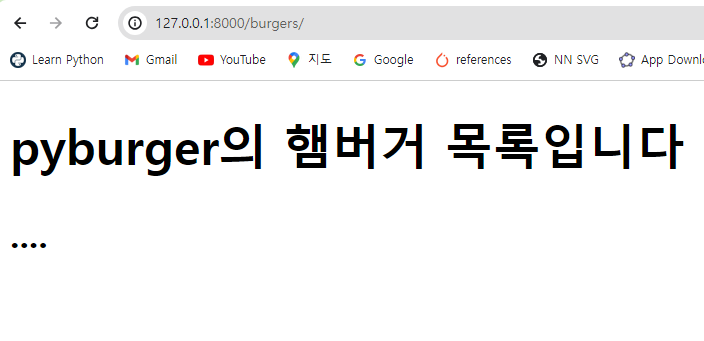 127.0.0.1:8000/burgers/
Learn Python Gmail YouTube 지도 Google references NN SVG App Downl
pyburger의 햄버거 목록입니다
....